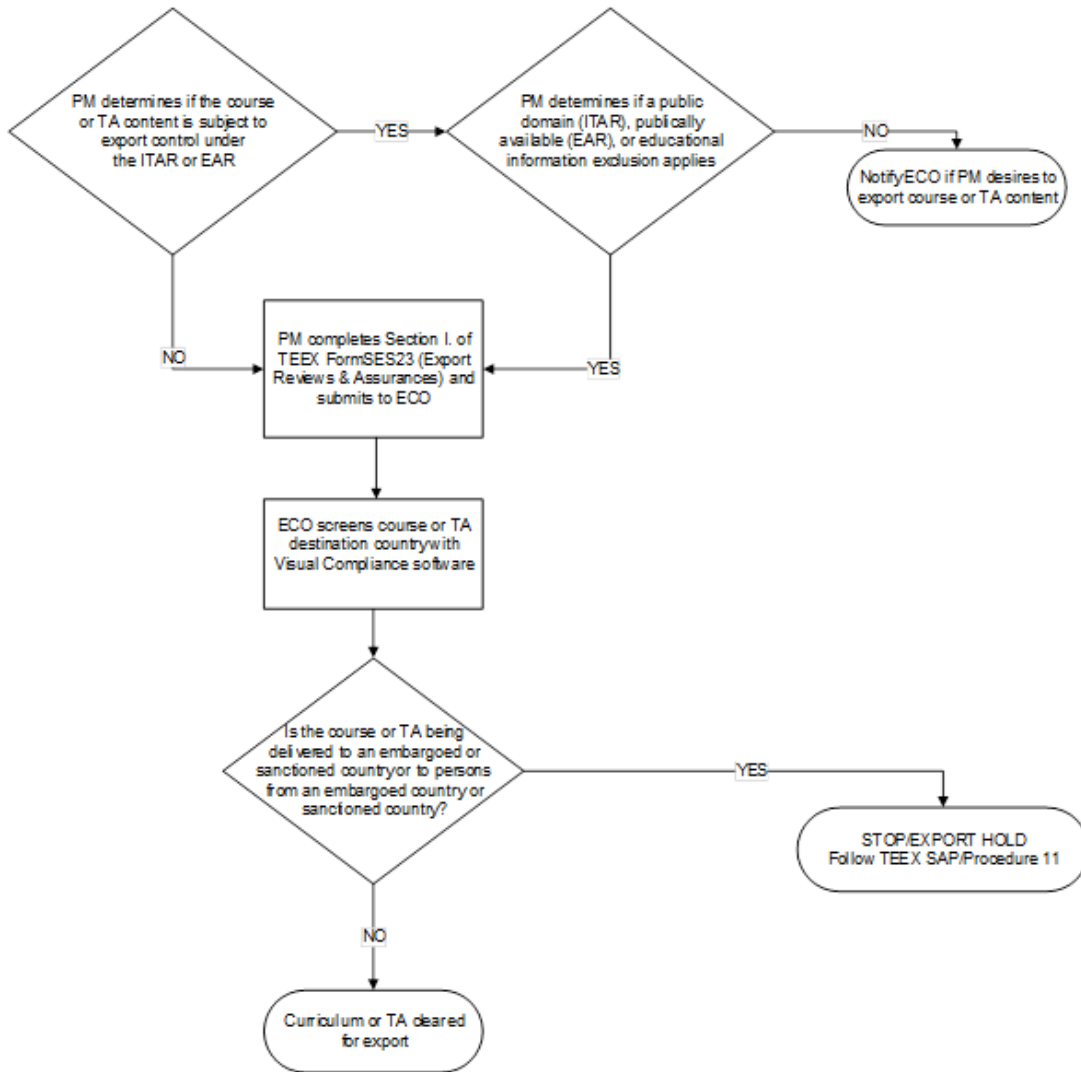 PM determines if the course
or TA content is subject to
export control under
the ITAR or EAR
YES
PM determines if a public
domain (ITAR), publically
available (EAR), or educational
information exclusion applies
NO
NotifyECO if PM desires to
export course or TA content
NO
PM completes Section I. of
TEEX FormSES23 (Export
Reviews & Assurances) and
submits to ECO
YES
ECO screens course or TA
destination countrywith
Visual Compliance software
Is the course or TA being
delivered to an embargoed or
sanctioned countryor to persons
from an embargoed country or
sanctioned country?
YES
STOP/EXPORT HOLD
Follow TEEX SAP/Procedure 11
NO
Curriculum or TA cleared
for export